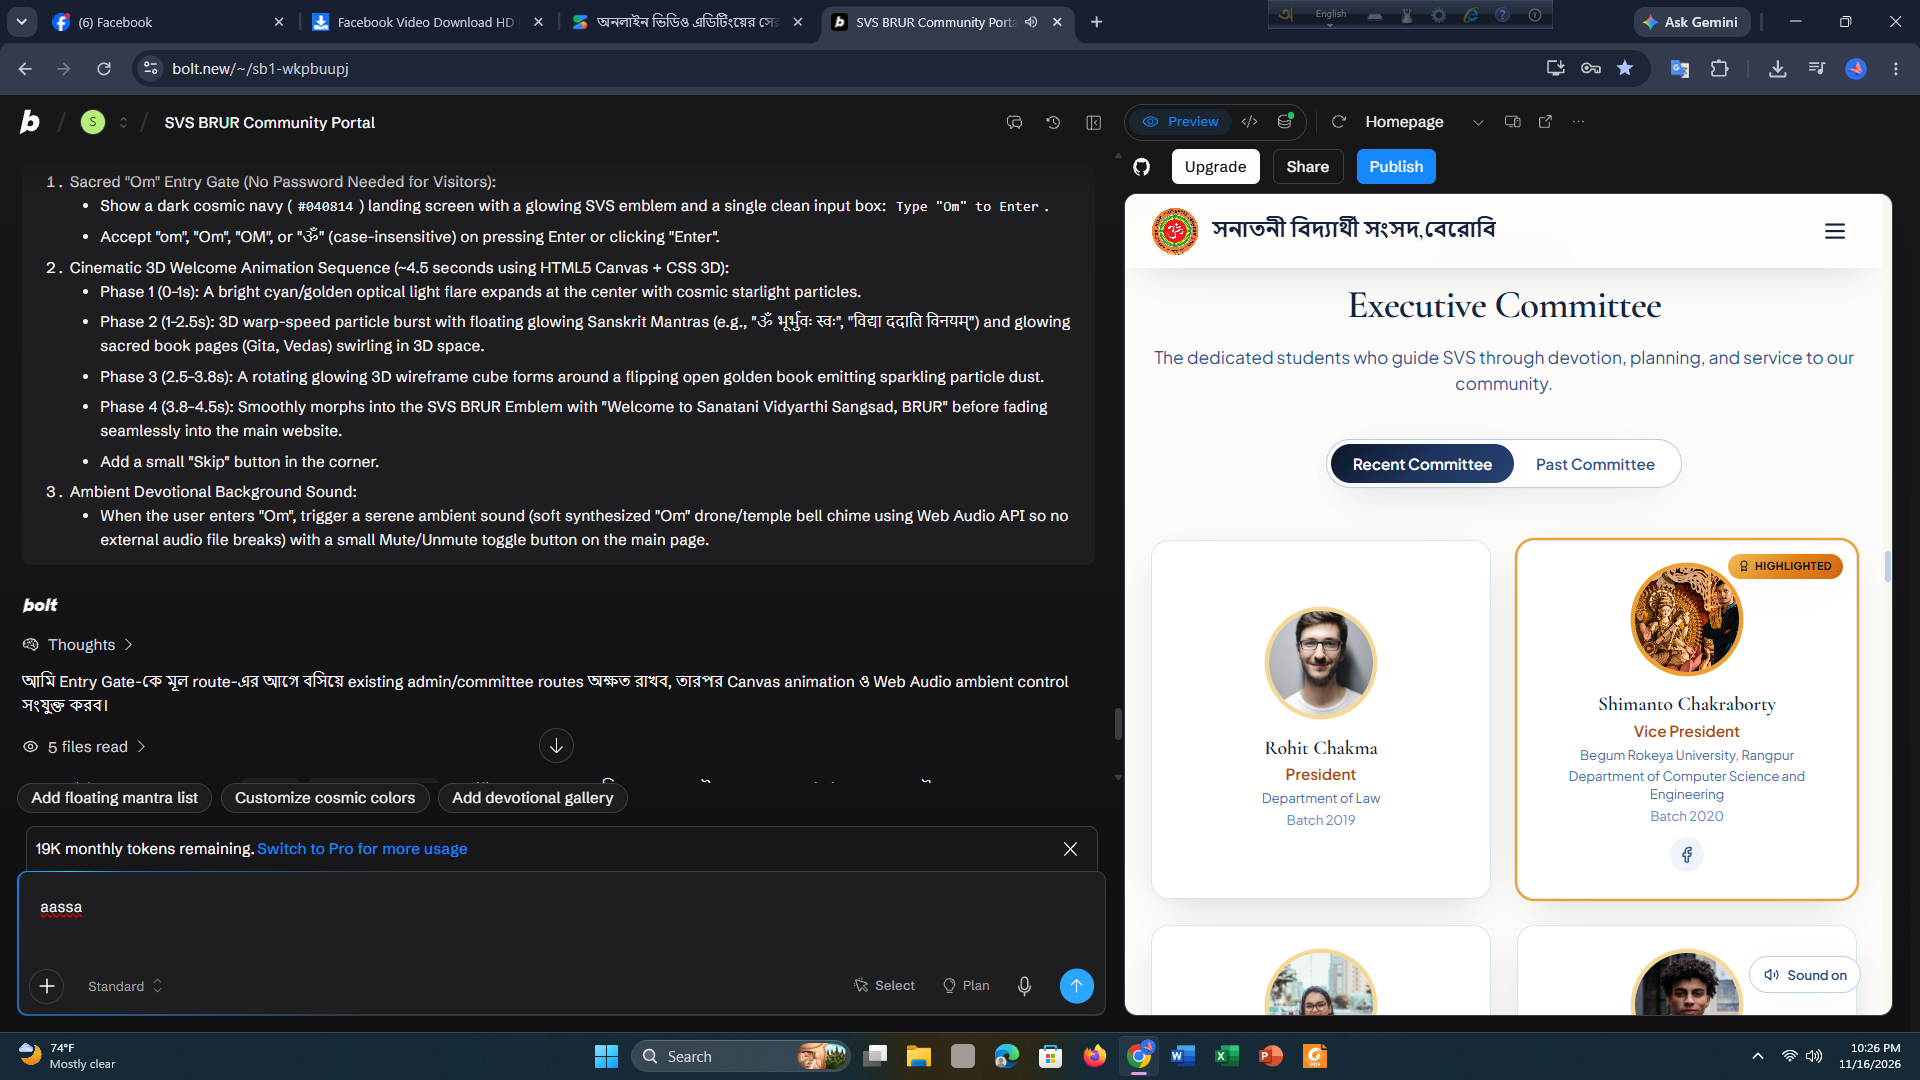 (6) Facebook
Facebook Video Download HD
অনলাইন ভিডিও এডিটিংয়ের সের
SVS BRUR Community Porta
English
Ask Gemini
bolt.new/~/sb1-wkpbuupj
b
S
SVS BRUR Community Portal
Preview
Homepage
Upgrade
Share
Publish
1. Sacred "Om" Entry Gate (No Password Needed for Visitors):
• Show a dark cosmic navy ( #040814 ) landing screen with a glowing SVS emblem and a single clean input box: Type "Om" to Enter .
• Accept "om", "Om", "OM", or "ॐ" (case-insensitive) on pressing Enter or clicking "Enter".
2. Cinematic 3D Welcome Animation Sequence (~4.5 seconds using HTML5 Canvas + CSS 3D):
• Phase 1 (0-1s): A bright cyan/golden optical light flare expands at the center with cosmic starlight particles.
• Phase 2 (1-2.5s): 3D warp-speed particle burst with floating glowing Sanskrit Mantras (e.g., "ॐ भूर्भुवः स्वः", "विद्या ददाति विनयम्") and glowing
sacred book pages (Gita, Vedas) swirling in 3D space.
• Phase 3 (2.5-3.8s): A rotating glowing 3D wireframe cube forms around a flipping open golden book emitting sparkling particle dust.
• Phase 4 (3.8-4.5s): Smoothly morphs into the SVS BRUR Emblem with "Welcome to Sanatani Vidyarthi Sangsad, BRUR" before fading
seamlessly into the main website.
• Add a small "Skip" button in the corner.
3. Ambient Devotional Background Sound:
• When the user enters "Om", trigger a serene ambient sound (soft synthesized "Om" drone/temple bell chime using Web Audio API so no
external audio file breaks) with a small Mute/Unmute toggle button on the main page.
bolt
Thoughts
আমি Entry Gate-কে মূল route-এর আগে বসিয়ে existing admin/committee routes অক্ষত রাখব, তারপর Canvas animation ও Web Audio ambient control
সংযুক্ত করব।
5 files read
Add floating mantra list
Customize cosmic colors
Add devotional gallery
19K monthly tokens remaining. Switch to Pro for more usage
aassa
Standard
Select
Plan
সনাতনী বিদ্যার্থী সংসদ,বেরোবি
Executive Committee
The dedicated students who guide SVS through devotion, planning, and service to our
community.
Recent Committee
Past Committee
Rohit Chakma
President
Department of Law
Batch 2019
HIGHLIGHTED
Shimanto Chakraborty
Vice President
Begum Rokeya University, Rangpur
Department of Computer Science and
Engineering
Batch 2020
Sound on
74°F
Mostly clear
Search
10:26 PM
11/16/2026